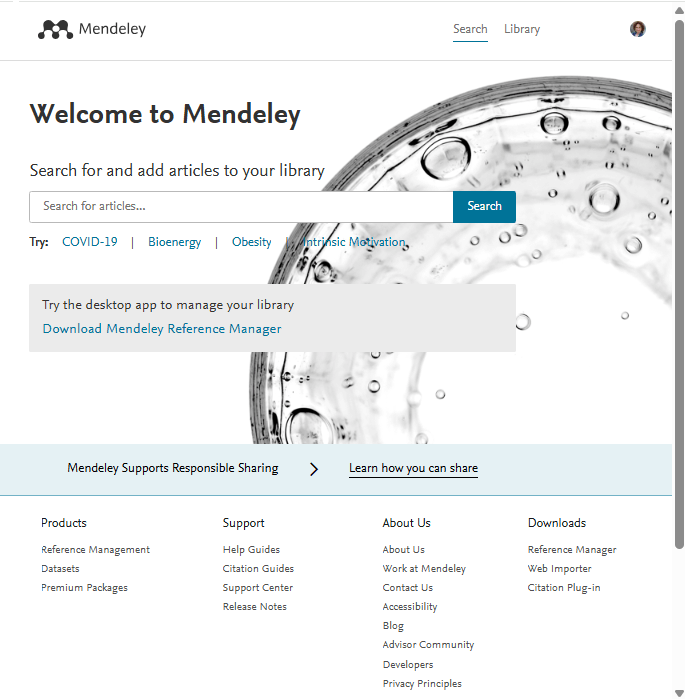 Mendeley
Search Library
Welcome to Mendeley
Search for and add articles to your library
Search for articles... Search
Try: COVID-19 | Bioenergy | Obesity | Intrinsic Motivation
Try the desktop app to manage your library
Download Mendeley Reference Manager
Mendeley Supports Responsible Sharing Learn how you can share
Products
Reference Management
Datasets
Premium Packages
Support
Help Guides
Citation Guides
Support Center
Release Notes
About Us
About Us
Work at Mendeley
Contact Us
Accessibility
Blog
Advisor Community
Developers
Privacy Principles
Downloads
Reference Manager
Web Importer
Citation Plug-in